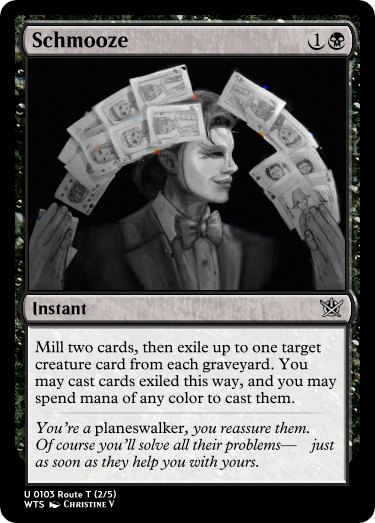 Schmooze 1
Instant
Mill two cards, then exile up to one target
creature card from each graveyard. You
may cast cards exiled this way, and you may
spend mana of any color to cast them.
You're a planeswalker, you reassure them.
Of course you'll solve all their problems— just
as soon as they help you with yours.
U 0103 Route T (2/5)
WTS Christine V